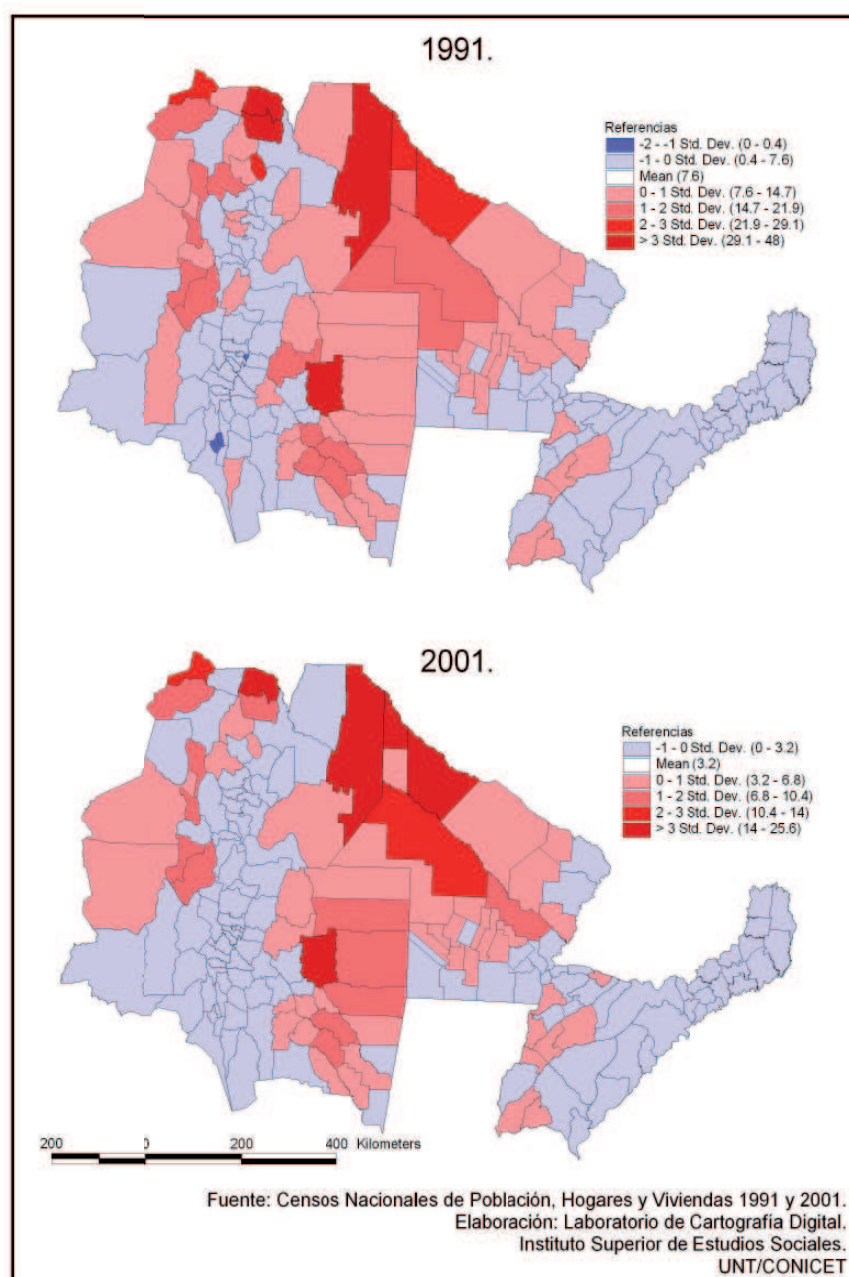 1991.
Referencias
-2 - -1 Std. Dev. (0 - 0.4)
-1 - 0 Std. Dev. (0.4 - 7.6)
Mean (7.6)
0 - 1 Std. Dev. (7.6 - 14.7)
1 - 2 Std. Dev. (14.7 - 21.9)
2 - 3 Std. Dev. (21.9 - 29.1)
> 3 Std. Dev. (29.1 - 48)
2001.
Referencias
-1 - 0 Std. Dev. (0 - 3.2)
Mean (3.2)
0 - 1 Std. Dev. (3.2 - 6.8)
1 - 2 Std. Dev. (6.8 - 10.4)
2 - 3 Std. Dev. (10.4 - 14)
> 3 Std. Dev. (14 - 25.6)
200 0 200 400 Kilometers
Fuente: Censos Nacionales de Población, Hogares y Viviendas 1991 y 2001.
Elaboración: Laboratorio de Cartografía Digital.
Instituto Superior de Estudios Sociales.
UNT/CONICET